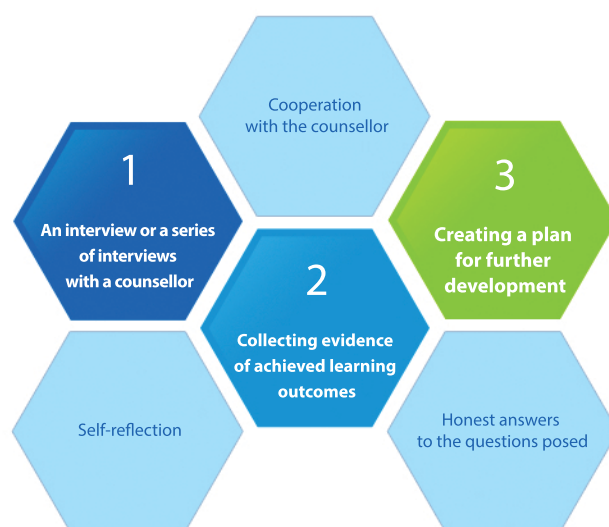 Cooperation
with the counsellor
1
An interview or a series
of interviews
with a counsellor
3
Creating a plan
for further
development
2
Collecting evidence
of achieved learning
outcomes
Self-reflection
Honest answers
to the questions posed